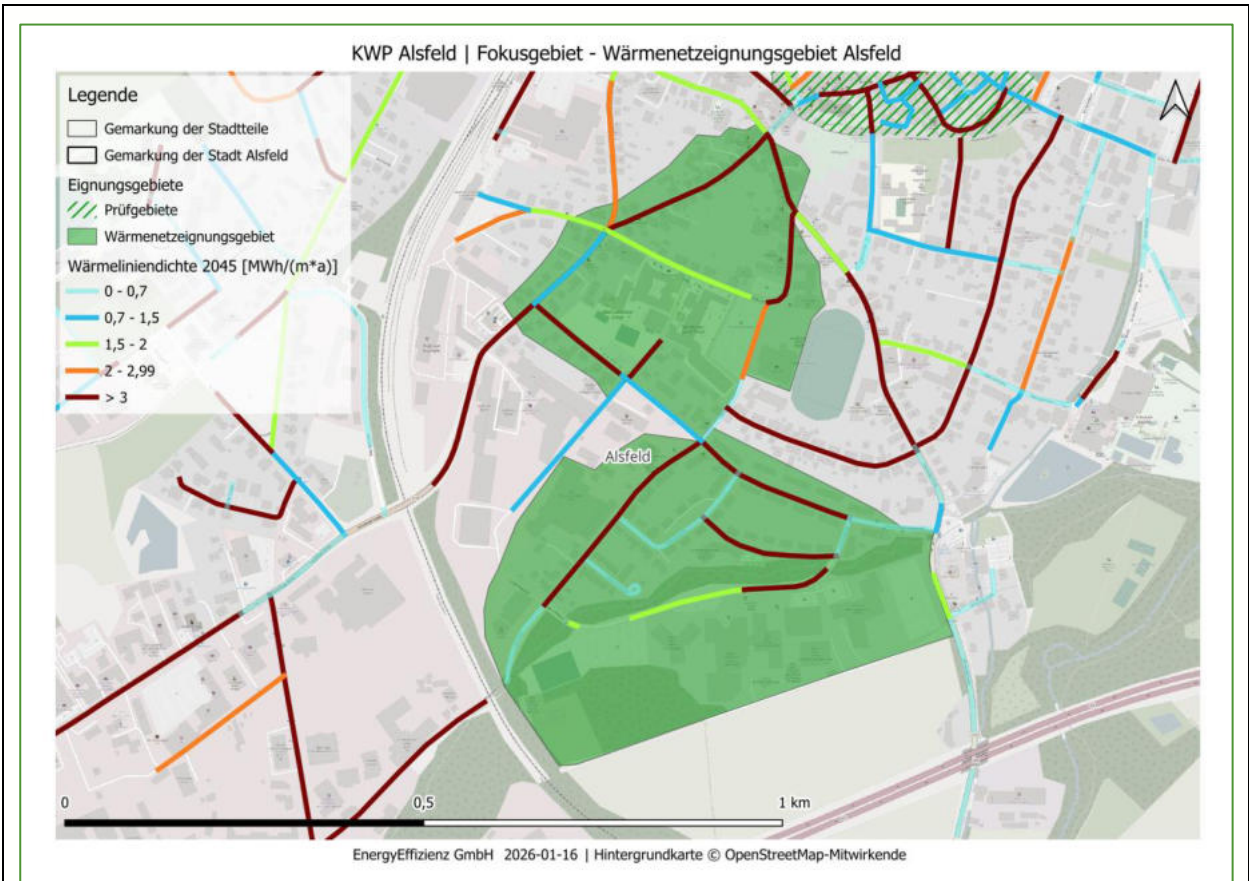 KWP Alsfeld | Fokusgebiet - Wärmenetzeignungsgebiet Alsfeld
Legende
Gemarkung der Stadtteile
Gemarkung der Stadt Alsfeld
Eignungsgebiete
Prüfgebiete
Wärmenetzeignungsgebiet
Wärmeliniendichte 2045 [MWh/(m*a)]
0 - 0,7
0,7 - 1,5
1,5 - 2
2 - 2,99
> 3
Alsfeld
0
0,5
1 km
EnergyEffizienz GmbH 2026-01-16 | Hintergrundkarte © OpenStreetMap-Mitwirkende